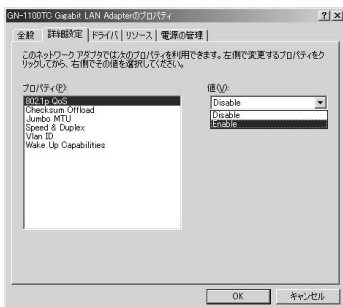 GN-1100TC Gigabit LAN Adapterのプロパティ
全般 詳細設定 ドライバ リソース 電源の管理
このネットワーク アダプタでは次のプロパティを利用できます。左側で変更するプロパティをク
リックしてから、右側でその値を選択してください。
プロパティ(P):
802.1p QoS
Checksum Offload
Jumbo MTU
Speed & Duplex
Vlan ID
Wake Up Capabilities
値(V):
Disable
Disable
Enable
OK キャンセル